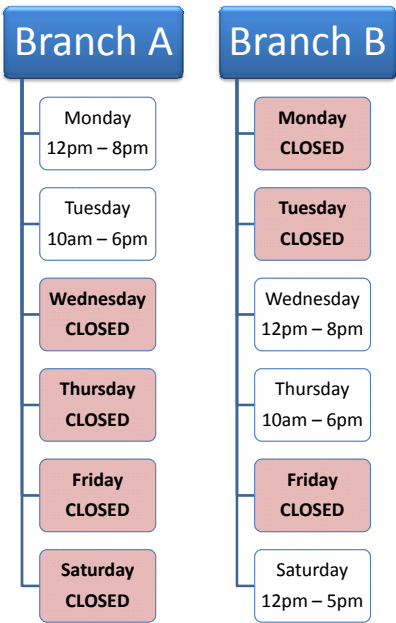 Branch A
Monday
12pm – 8pm
Tuesday
10am – 6pm
Wednesday
CLOSED
Thursday
CLOSED
Friday
CLOSED
Saturday
CLOSED
Branch B
Monday
CLOSED
Tuesday
CLOSED
Wednesday
12pm – 8pm
Thursday
10am – 6pm
Friday
CLOSED
Saturday
12pm – 5pm